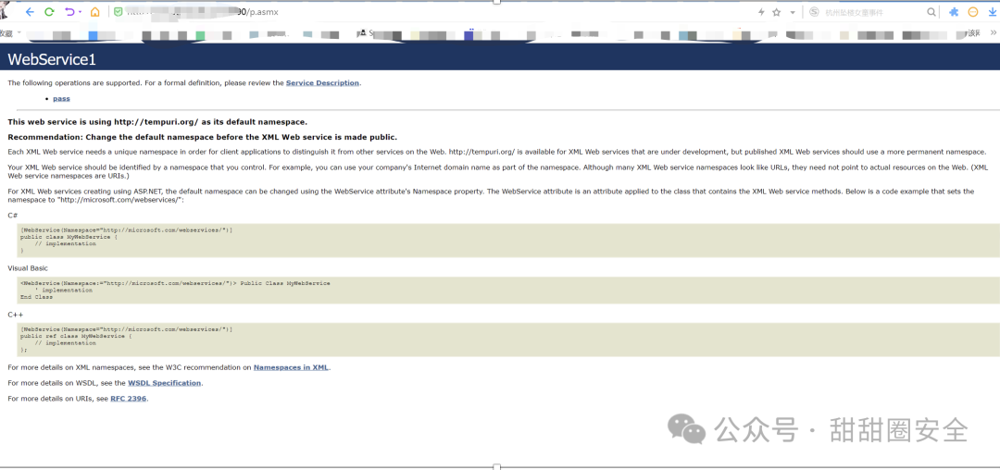 90/p.asmx
杭州坠楼女童事件
收藏
WebService1
The following operations are supported. For a formal definition, please review the Service Description.
• pass
This web service is using http://tempuri.org/ as its default namespace.
Recommendation: Change the default namespace before the XML Web service is made public.
Each XML Web service needs a unique namespace in order for client applications to distinguish it from other services on the Web. http://tempuri.org/ is available for XML Web services that are under development, but published XML Web services should use a more permanent namespace.
Your XML Web service should be identified by a namespace that you control. For example, you can use your company's Internet domain name as part of the namespace. Although many XML Web service namespaces look like URLs, they need not point to actual resources on the Web. (XML
Web service namespaces are URIs.)
For XML Web services creating using ASP.NET, the default namespace can be changed using the WebService attribute's Namespace property. The WebService attribute is an attribute applied to the class that contains the XML Web service methods. Below is a code example that sets the
namespace to "http://microsoft.com/webservices/":
C#
[WebService(Namespace="http://microsoft.com/webservices/")]
public class MyWebService {
// implementation
}
Visual Basic
<WebService(Namespace:="http://microsoft.com/webservices/")> Public Class MyWebService
' implementation
End Class
C++
[WebService(Namespace="http://microsoft.com/webservices/")]
public ref class MyWebService {
// implementation
};
For more details on XML namespaces, see the W3C recommendation on Namespaces in XML.
For more details on WSDL, see the WSDL Specification.
For more details on URIs, see RFC 2396.
公众号 · 甜甜圈安全